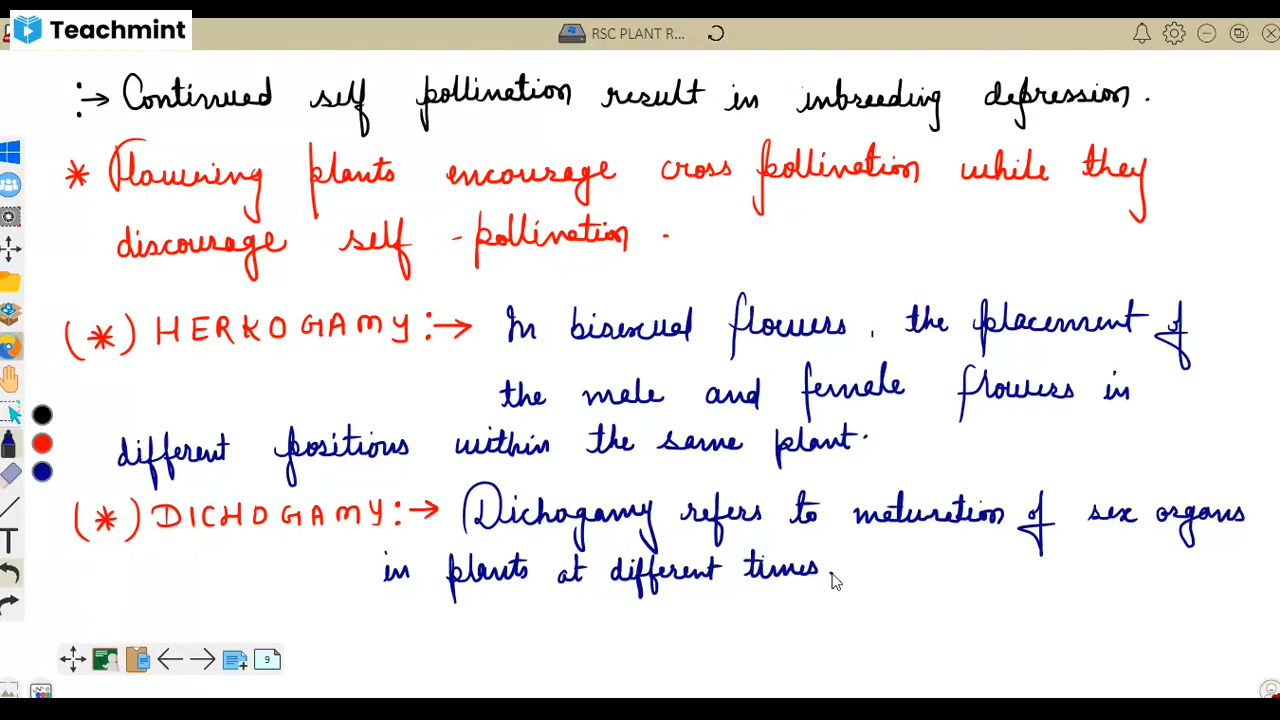 Teachmint
RSC PLANT R...
:→ Continued self pollination result in inbreeding depression.
* Flowering plants encourage cross pollination while they
discourage self -pollination.
(*) HERKOGAMY:→ In bisexual flowers, the placement of
the male and female flowers in
different positions within the same plant.
(*) DICHOGAMY:→ Dichogamy refers to maturation of sex organs
in plants at different times.
T
9